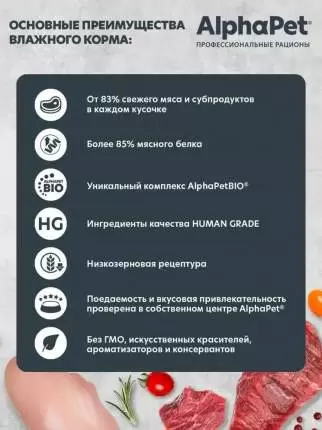 ОСНОВНЫЕ ПРЕИМУЩЕСТВА
ВЛАЖНОГО КОРМА:
AlphaPet®
ПРОФЕССИОНАЛЬНЫЕ РАЦИОНЫ
От 83% свежего мяса и субпродуктов
в каждом кусочке
Более 85% мясного белка
ALPHAPET
BIO
Уникальный комплекс AlphaPetBIO®
HG
Ингредиенты качества HUMAN GRADE
Низкозерновая рецептура
Поедаемость и вкусовая привлекательность
проверена в собственном центре AlphaPet®
Без ГМО, искусственных красителей,
ароматизаторов и консервантов